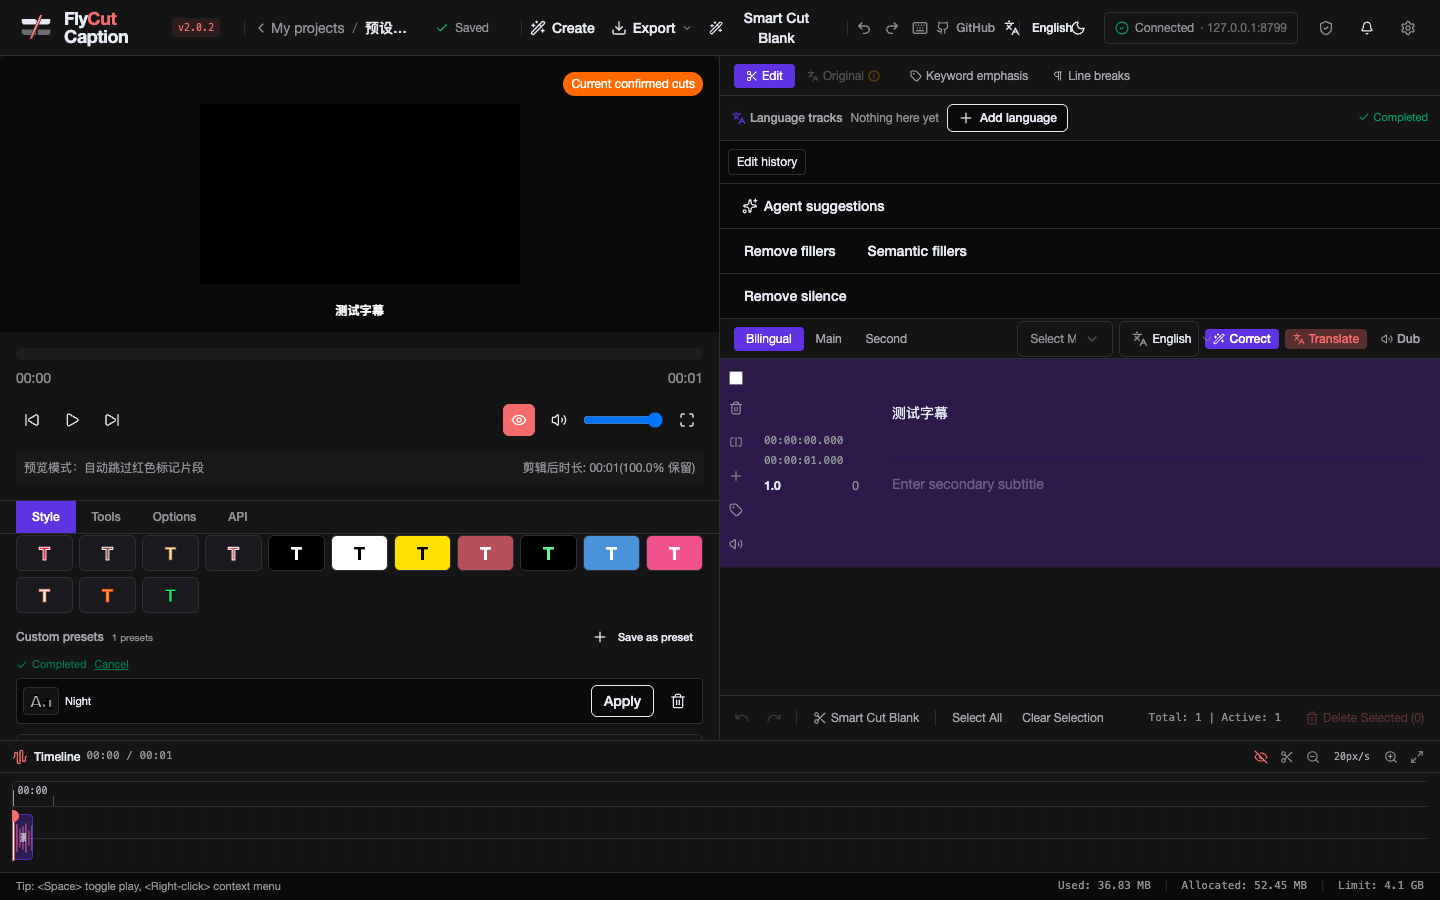 FlyCut Caption
v2.0.2
My projects / 预设...
Saved
Create
Export
Smart Cut Blank
GitHub
English
Connected · 127.0.0.1:8799
Current confirmed cuts
测试字幕
00:00
00:01
预览模式：自动跳过红色标记片段
剪辑后时长: 00:01(100.0% 保留)
Style
Tools
Options
API
T T T T T T T T T T T
T T T
Custom presets
1 presets
Save as preset
Completed
Cancel
Night
Apply
Edit
Original
Keyword emphasis
Line breaks
Language tracks
Nothing here yet
Add language
Completed
Edit history
Agent suggestions
Remove fillers
Semantic fillers
Remove silence
Bilingual
Main
Second
Select M
English
Correct
Translate
Dub
测试字幕
00:00:00.000
00:00:01.000
1.0
0
Enter secondary subtitle
Smart Cut Blank
Select All
Clear Selection
Total: 1 | Active: 1
Delete Selected (0)
Timeline
00:00 / 00:01
20px/s
00:00
Tip: <Space> toggle play, <Right-click> context menu
Used: 36.83 MB
Allocated: 52.45 MB
Limit: 4.1 GB